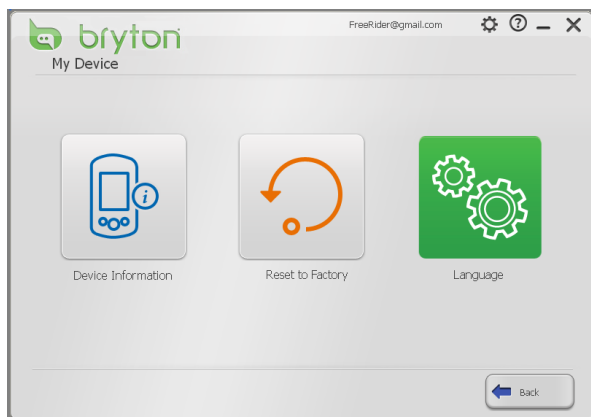 FreeRider@gmail.com
bryton
My Device
Device Information
Reset to Factory
Language
Back